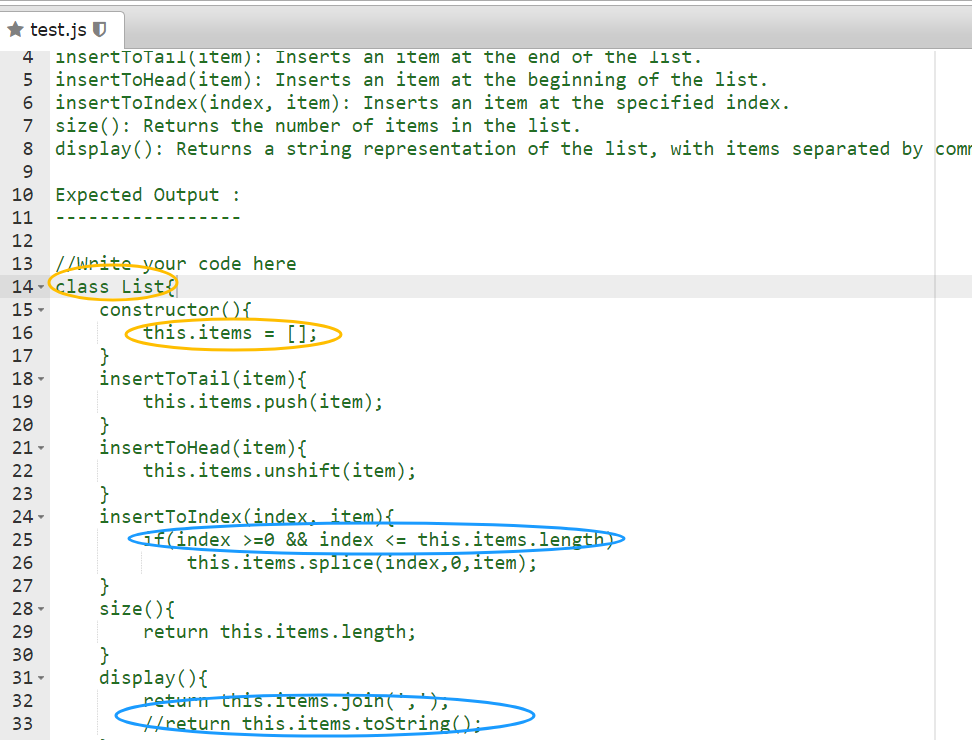 test.js
4 insertToTail(item): Inserts an item at the end of the list.
5 insertToHead(item): Inserts an item at the beginning of the list.
6 insertToIndex(index, item): Inserts an item at the specified index.
7 size(): Returns the number of items in the list.
8 display(): Returns a string representation of the list, with items separated by
9
10 Expected Output :
11 -----------------
12
13 //Write your code here
14 class List{
15 constructor(){
16 this.items = [];
17 }
18 insertToTail(item){
19 this.items.push(item);
20 }
21 insertToHead(item){
22 this.items.unshift(item);
23 }
24 insertToIndex(index, item){
25 if(index >=0 && index <= this.items.length)
26 this.items.splice(index,0,item);
27 }
28 size(){
29 return this.items.length;
30 }
31 display(){
32 return this.items.join(',');
33 //return this.items.toString();